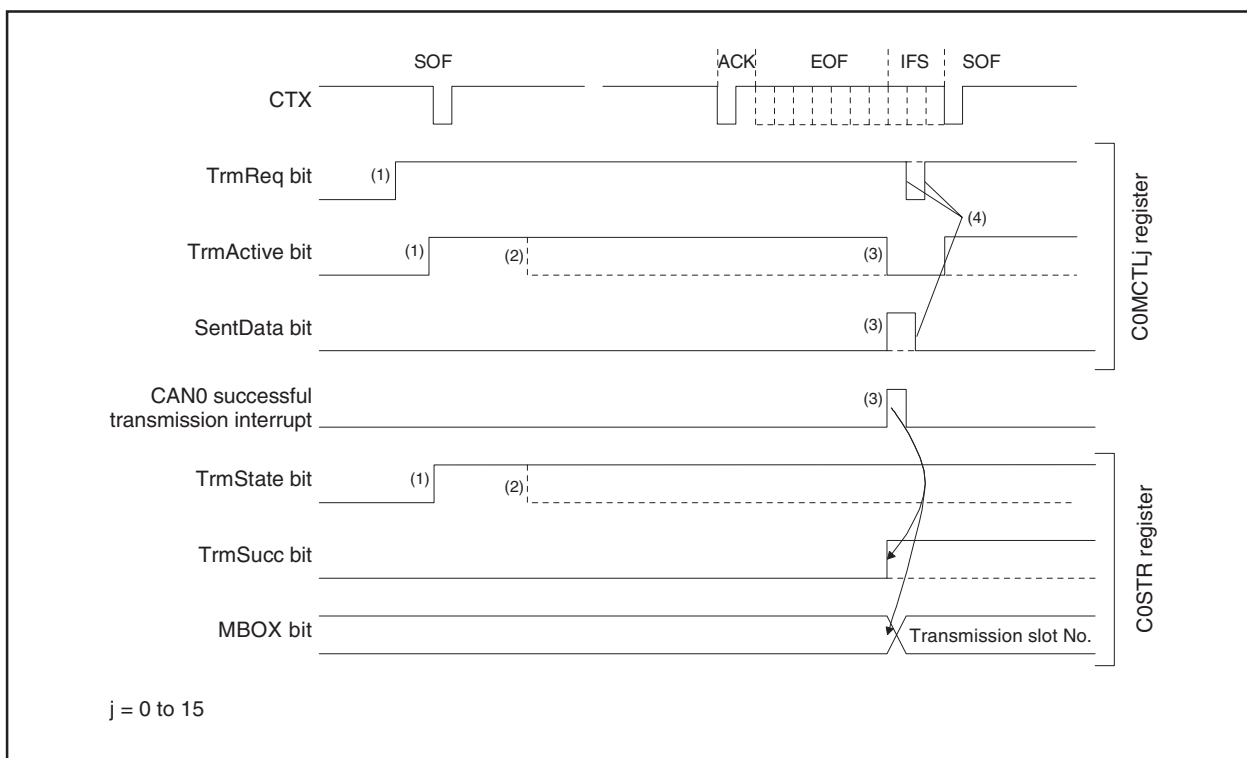 SOF ACK EOF IFS SOF
CTX
TrmReq bit (1)
(4)
TrmActive bit (1) (2) (3)
SentData bit (3)
C0MCTLj register
CAN0 successful
transmission interrupt (3)
TrmState bit (1) (2)
TrmSucc bit
MBOX bit Transmission slot No.
C0STR register
j = 0 to 15